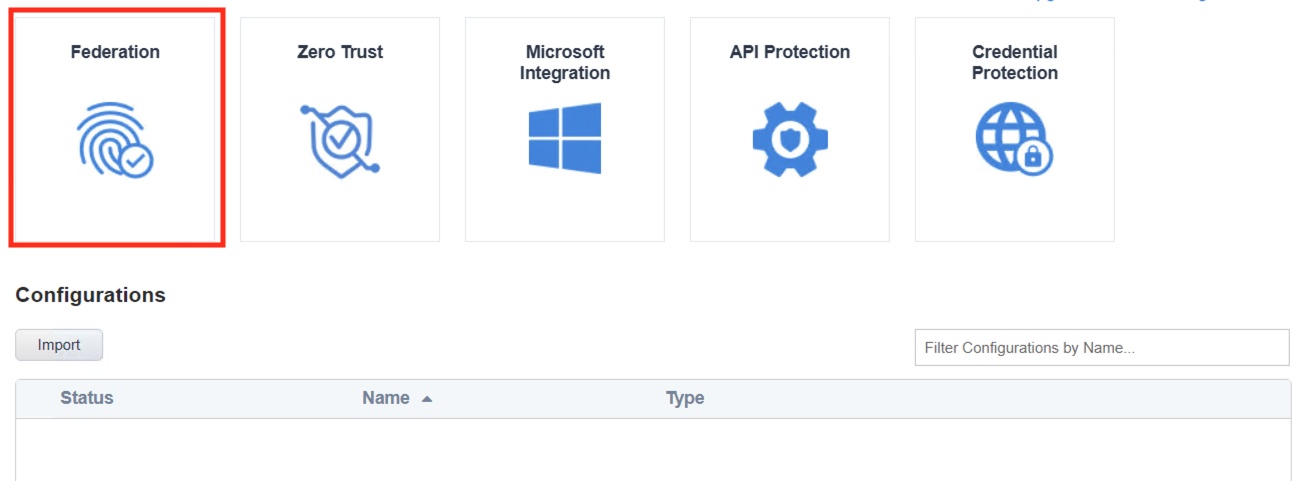 Federation
Zero Trust
Microsoft
Integration
API Protection
Credential
Protection
Configurations
Import
Filter Configurations by Name...
Status
Name
Type